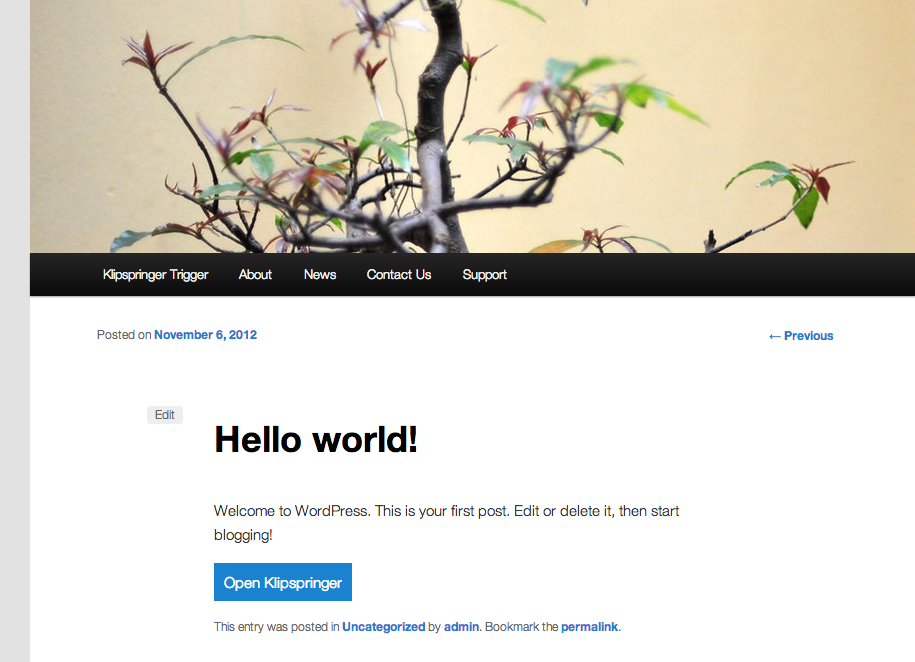 Klipspringer Trigger About News Contact Us Support
Posted on November 6, 2012 ← Previous
Edit
Hello world!
Welcome to WordPress. This is your first post. Edit or delete it, then start
blogging!
Open Klipspringer
This entry was posted in Uncategorized by admin. Bookmark the permalink.